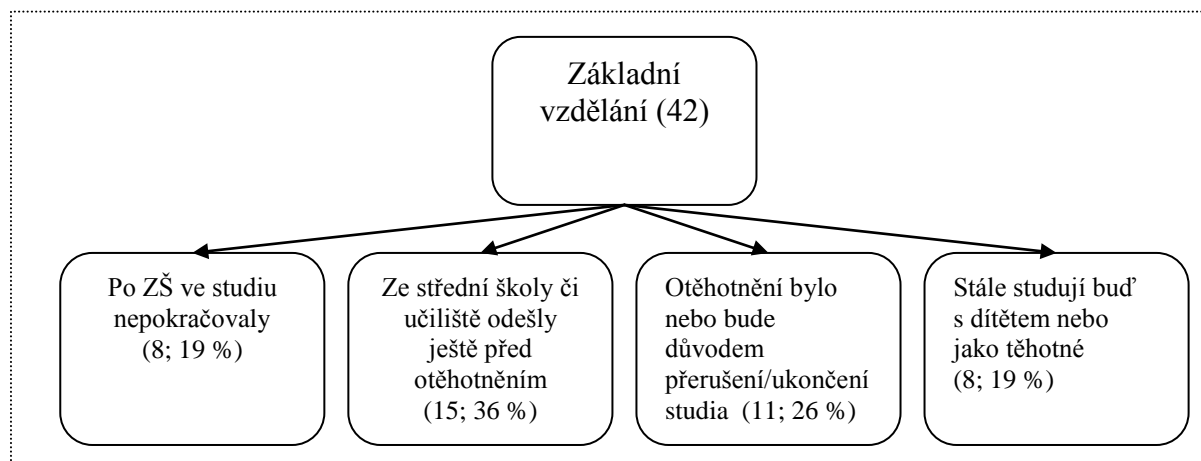 Základní
vzdělání (42)
Po ZŠ ve studiu
nepokračovaly
(8; 19 %)
Ze střední školy či
učiliště odešly
ještě před
otěhotněním
(15; 36 %)
Otěhotnění bylo
nebo bude
důvodem
přerušení/ukončení
studia (11; 26 %)
Stále studují buď
s dítětem nebo
jako těhotné
(8; 19 %)